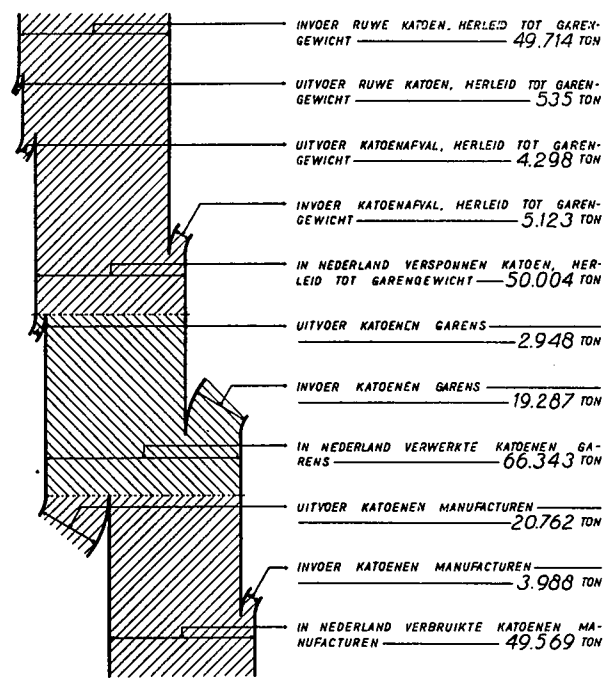 INVOER RUWE KATOEN, HERLEID TOT GAREN-
GEWICHT 49.714 TON
UITVOER RUWE KATOEN, HERLEID TOT GAREN-
GEWICHT 535 TON
UITVOER KATOENAFVAL, HERLEID TOT GAREN-
GEWICHT 4.298 TON
INVOER KATOENAFVAL, HERLEID TOT GAREN-
GEWICHT 5.123 TON
IN NEDERLAND VERSPONNEN KATOEN, HER-
LEID TOT GARENGEWICHT 50.004 TON
UITVOER KATOENEN GARENS
2.948 TON
INVOER KATOENEN GARENS
19.287 TON
IN NEDERLAND VERWERKTE KATOENEN GA-
RENS 66.343 TON
UITVOER KATOENEN MANUFACTUREN
20.762 TON
INVOER KATOENEN MANUFACTUREN
3.988 TON
IN NEDERLAND VERBRUIKTE KATOENEN MA-
NUFACTUREN 49.569 TON